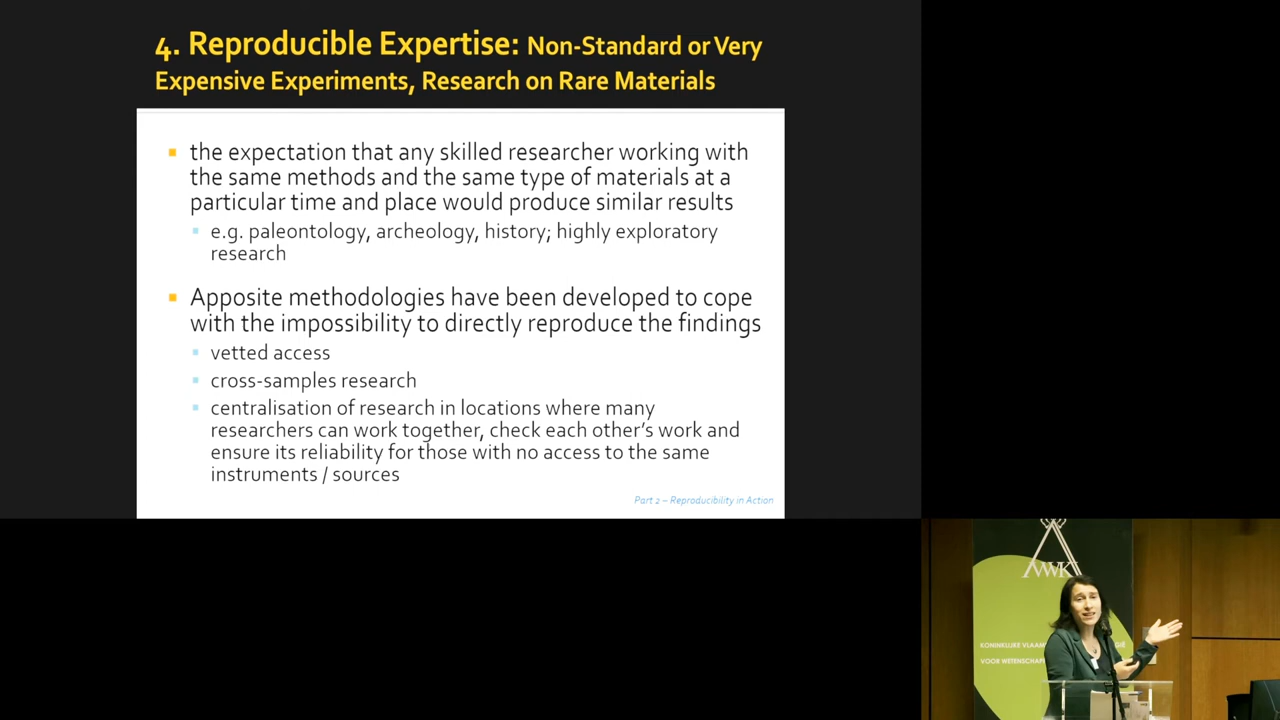 4. Reproducible Expertise: Non-Standard or Very
Expensive Experiments, Research on Rare Materials
the expectation that any skilled researcher working with
the same methods and the same type of materials at a
particular time and place would produce similar results
e.g. paleontology, archeology, history; highly exploratory
research
Apposite methodologies have been developed to cope
with the impossibility to directly reproduce the findings
vetted access
cross-samples research
centralisation of research in locations where many
researchers can work together, check each other's work and
ensure its reliability for those with no access to the same
instruments / sources
Part 2 – Reproducibility in Action
KONINKLIJKE VLAAM
VOOR WETENSCHAP